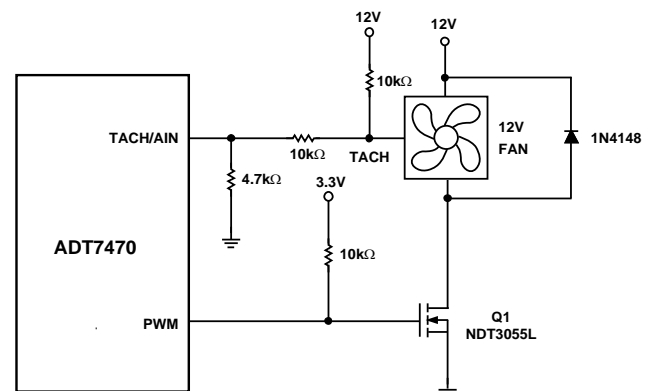 12V
12V
10kΩ
TACH/AIN
12V
FAN
1N4148
10kΩ
TACH
4.7kΩ
3.3V
ADT7470
10kΩ
PWM
Q1
NDT3055L